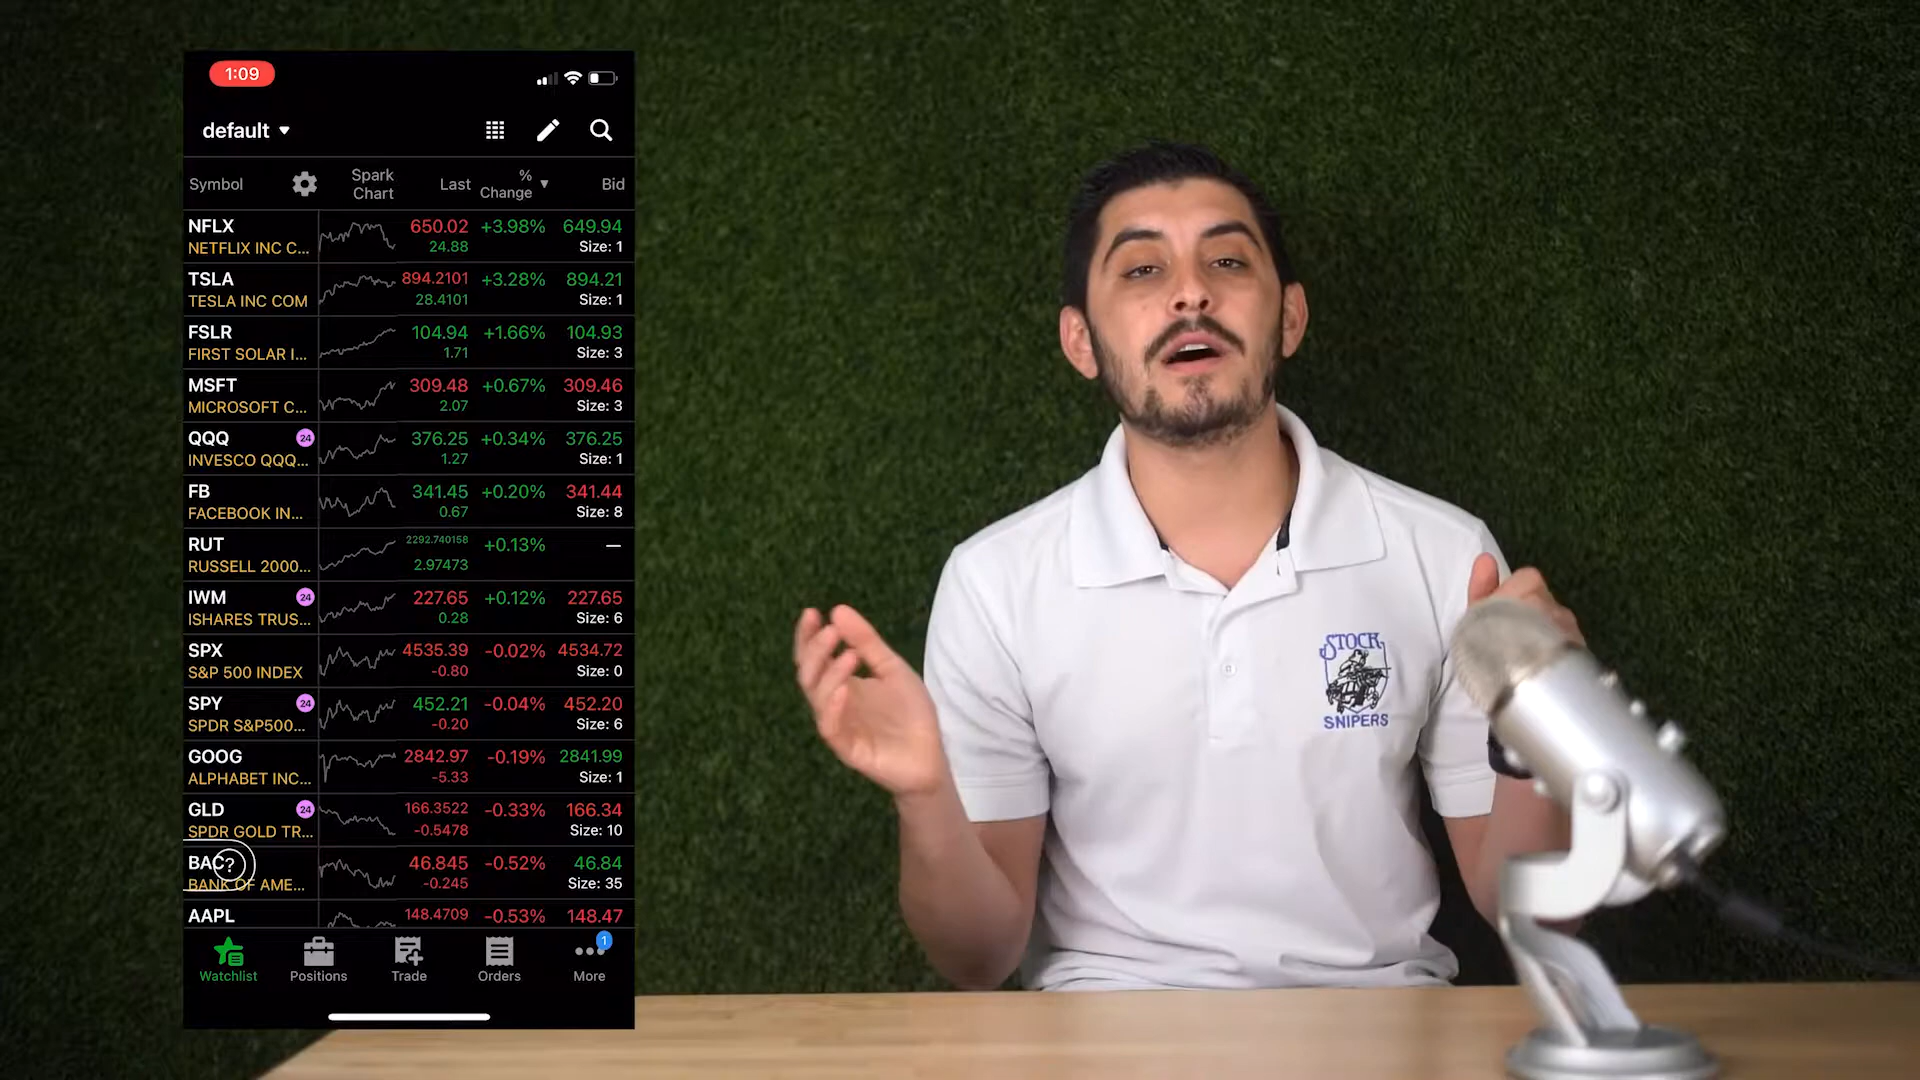 1:09
default
Symbol Spark Chart Last % Change Bid
NFLX 650.02 +3.98% 649.94
NETFLIX INC C... 24.88 Size: 1
TSLA 894.2101 +3.28% 894.21
TESLA INC COM 28.4101 Size: 1
FSLR 104.94 +1.66% 104.93
FIRST SOLAR I... 1.71 Size: 3
MSFT 309.48 +0.67% 309.46
MICROSOFT C... 2.07 Size: 3
QQQ 24 376.25 +0.34% 376.25
INVESCO QQQ... 1.27 Size: 1
FB 341.45 +0.20% 341.44
FACEBOOK IN... 0.67 Size: 8
RUT 2292.740158 +0.13% —
RUSSELL 2000... 2.97473
IWM 24 227.65 +0.12% 227.65
ISHARES TRUS... 0.28 Size: 6
SPX 4535.39 -0.02% 4534.72
S&P 500 INDEX -0.80 Size: 0
SPY 24 452.21 -0.04% 452.20
SPDR S&P500... -0.20 Size: 6
GOOG 2842.97 -0.19% 2841.99
ALPHABET INC... -5.33 Size: 1
GLD 24 166.3522 -0.33% 166.34
SPDR GOLD TR... -0.5478 Size: 10
BAC ? 46.845 -0.52% 46.84
BANK OF AME... -0.245 Size: 35
AAPL 148.4709 -0.53% 148.47
1
Watchlist Positions Trade Orders More
STOCK
SNIPERS